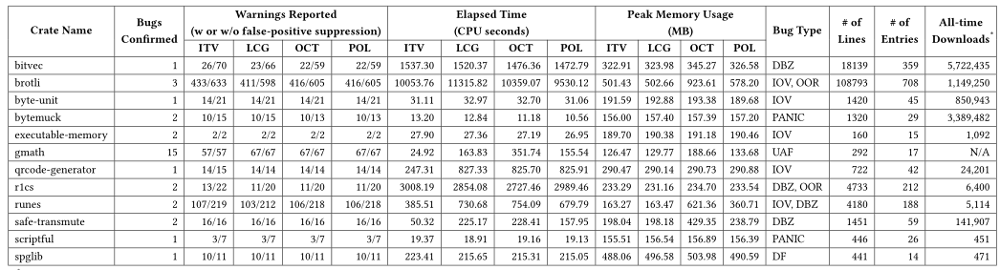 Crate Name Bugs Confirmed Warnings Reported (w or w/o false-positive suppression) Elapsed Time (CPU seconds) Peak Memory Usage (MB) Bug Type # of Lines # of Entries All-time Downloads*
ITV LCG OCT POL ITV LCG OCT POL ITV LCG OCT POL
bitvec 1 26/70 23/66 22/59 22/59 1537.30 1520.37 1476.36 1472.79 322.91 323.98 345.27 326.58 DBZ 18139 359 5,722,435
brotli 3 433/633 411/598 416/605 416/605 10053.76 11315.82 10359.07 9530.12 501.43 502.66 923.61 578.20 IOV, OOR 108793 708 1,149,250
byte-unit 1 14/21 14/21 14/21 14/21 31.11 32.97 32.70 31.06 191.59 192.88 193.38 189.68 IOV 1420 45 850,943
bytemuck 2 10/15 10/15 10/13 10/13 13.20 12.84 11.18 10.56 156.00 157.40 157.39 157.20 PANIC 1320 29 3,389,482
executable-memory 2 2/2 2/2 2/2 2/2 27.90 27.36 27.19 26.95 189.70 190.38 191.18 190.46 IOV 160 15 1,092
gmath 15 57/57 67/67 67/67 67/67 24.92 163.83 351.74 155.54 126.47 129.77 188.66 133.68 UAF 292 17 N/A
qrcode-generator 1 14/15 14/14 14/14 14/14 247.31 827.33 825.70 825.91 290.47 290.14 290.73 290.88 IOV 722 42 24,201
r1cs 2 13/22 11/20 11/20 11/20 3008.19 2854.08 2727.46 2989.46 233.29 231.16 234.70 233.54 DBZ, OOR 4733 212 6,400
runes 2 107/219 103/212 106/218 106/218 385.51 730.68 754.09 679.79 163.27 163.47 621.36 360.71 IOV, DBZ 4180 188 5,114
safe-transmute 2 16/16 16/16 16/16 16/16 50.32 225.17 228.41 157.95 198.04 198.18 429.35 238.79 DBZ 1451 59 141,907
scriptful 1 3/7 3/7 3/7 3/7 19.37 18.91 19.16 19.13 155.51 156.54 156.89 156.39 PANIC 446 26 451
spglib 1 10/11 10/11 10/11 10/11 223.41 215.65 215.31 215.05 488.06 496.58 503.98 490.59 DF 441 14 471